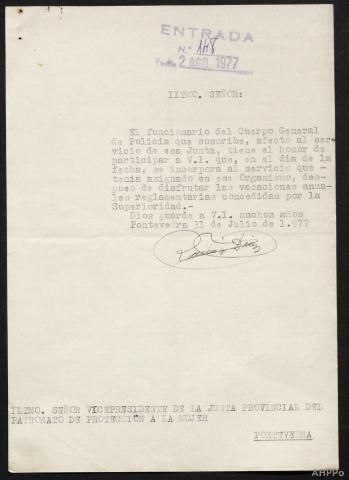 ENTRADA
N.º 148
Fecha 2 AGO. 1977
ILTMO. SEÑOR:
El funcionario del Cuerpo General
de Policia que suscribe, afecto al ser-
vicio de esa Junta, tiene el honor de
participar a V.I. que, en el dia de la
fecha, se incorpora al servicio que -
tenia asignado en ese Organismo, des-
pues de disfrutar las vacaciones anua-
les reglamentarias concedidas por la
Superioridad.-
Dios guarde a V.I. muchos años
Pontevedra 31 de Julio de 1.977
ILTMO. SEÑOR VICEPRESIDENTE DE LA JUNTA PROVINCIAL DEL
PATRONATO DE PROTECCION A LA MUJER
PONTEVEDRA
AHPPo